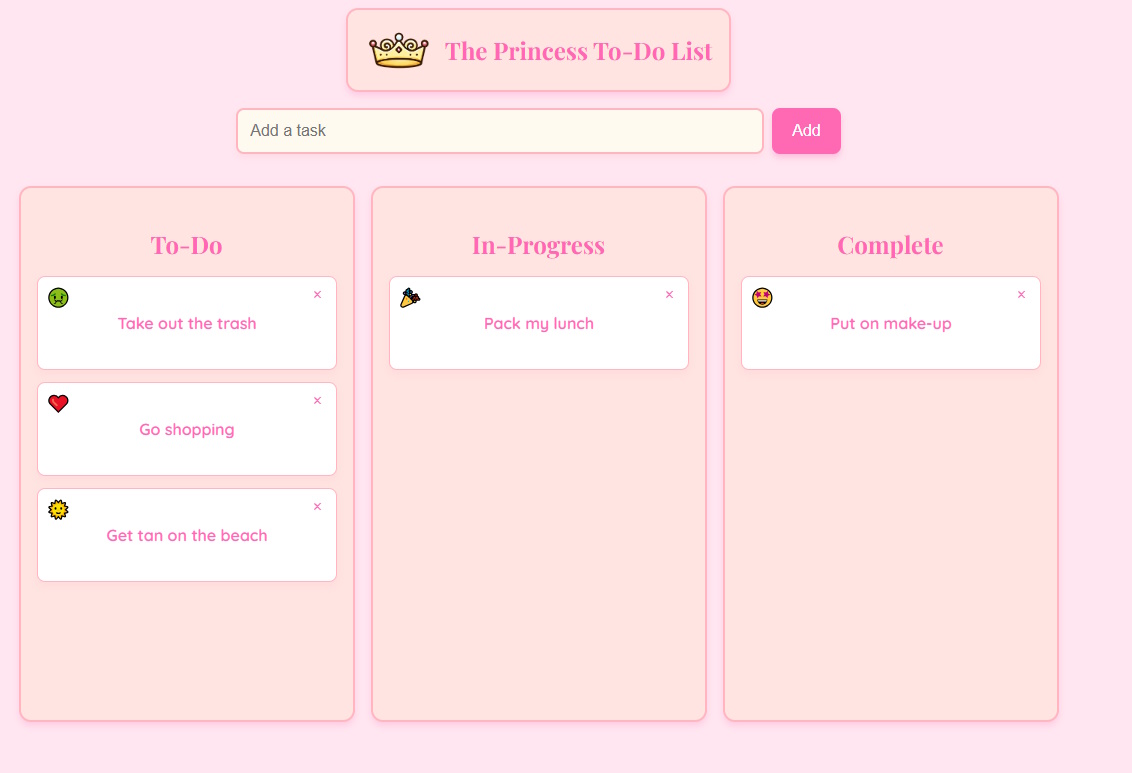 The Princess To-Do List
Add a task
Add
To-Do
×
Take out the trash
×
Go shopping
×
Get tan on the beach
In-Progress
×
Pack my lunch
Complete
×
Put on make-up